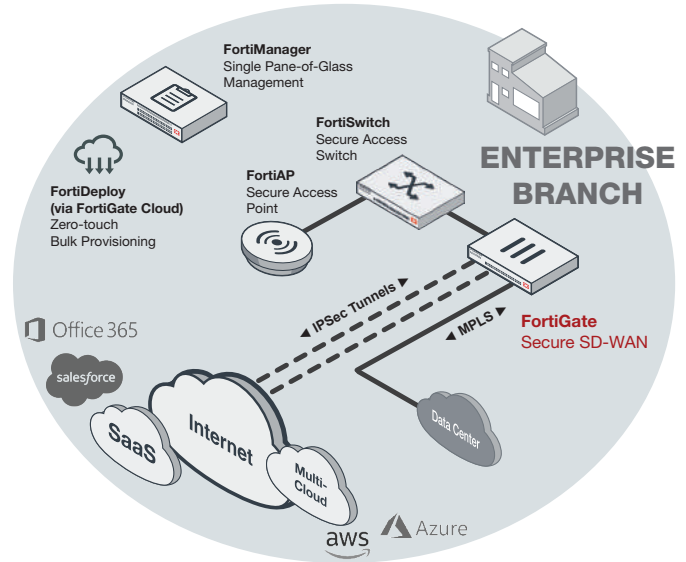 FortiManager
Single Pane-of-Glass
Management
FortiSwitch
Secure Access
Switch
ENTERPRISE
BRANCH
FortiAP
Secure Access
Point
FortiDeploy
(via FortiGate Cloud)
Zero-touch
Bulk Provisioning
IPSec Tunnels
MPLS
FortiGate
Secure SD-WAN
Office 365
salesforce
SaaS
Internet
Multi-
Cloud
Data Center
aws
Azure